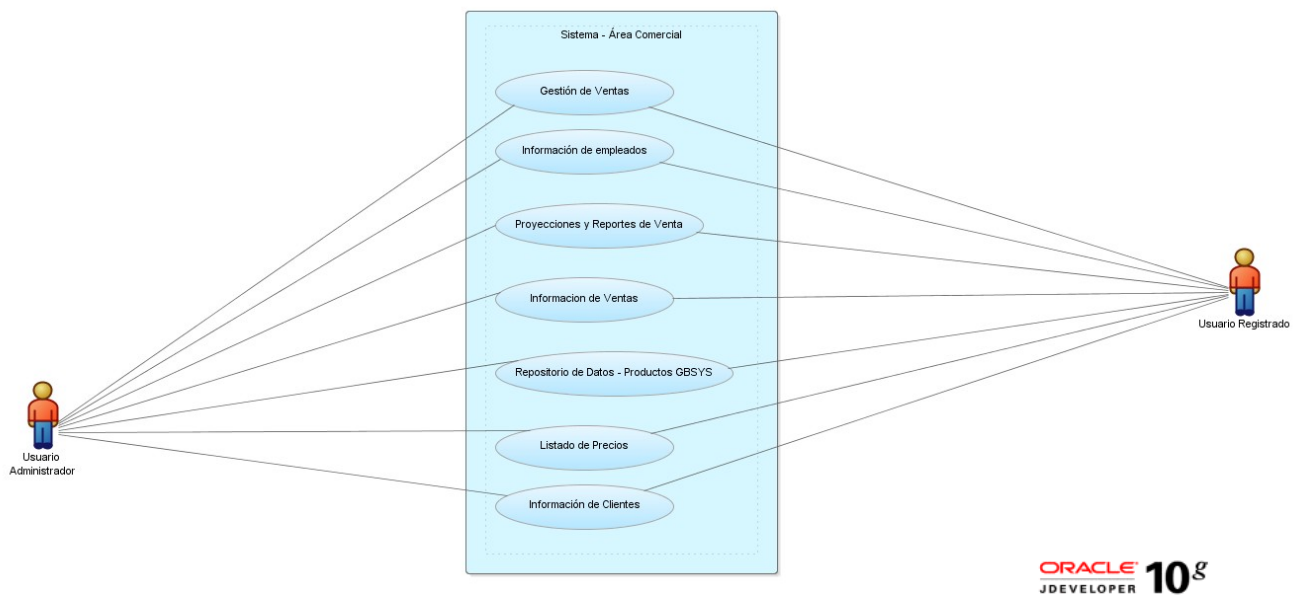 Sistema - Área Comercial
Gestión de Ventas
Información de empleados
Proyecciones y Reportes de Venta
Informacion de Ventas
Repositorio de Datos - Productos GBSYS
Listado de Precios
Información de Clientes
Usuario
Administrador
Usuario Registrado
ORACLE
JDEVELOPER 10g